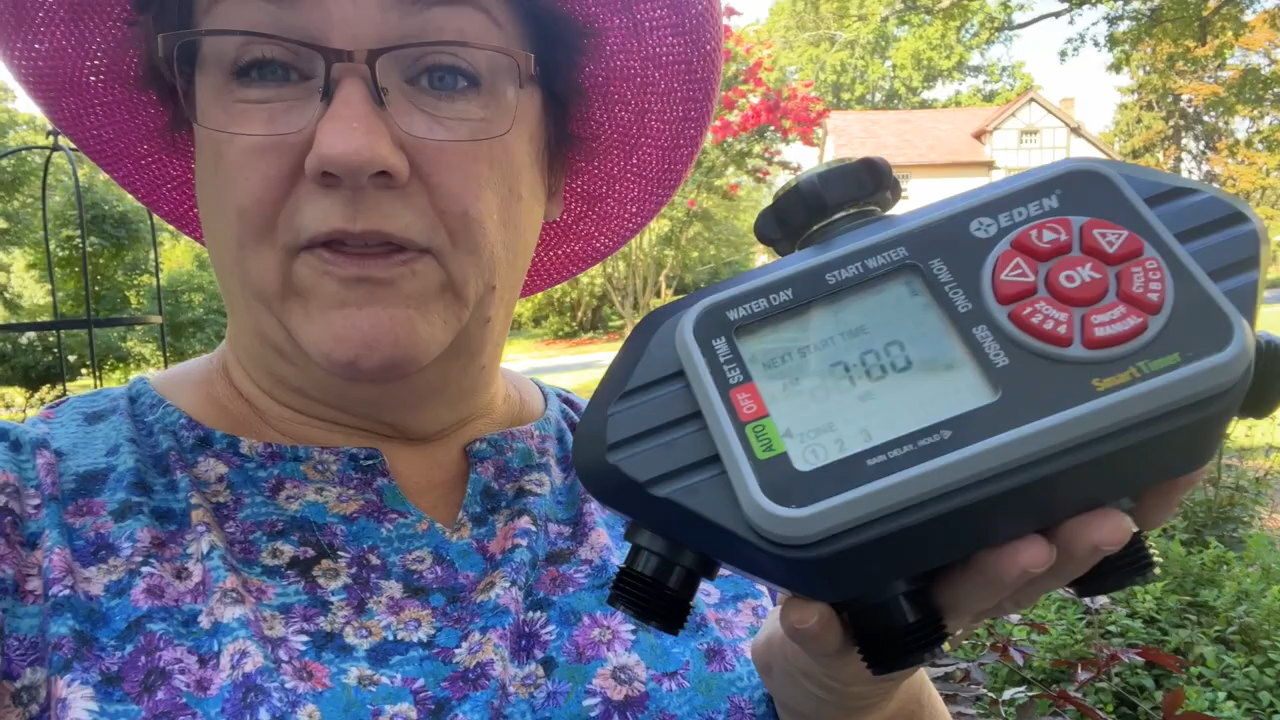 EDEN®
START WATER
WATER DAY
HOW LONG
SENSOR
SET TIME
OFF
AUTO
NEXT START TIME
AM 7:00
WE
ZONE
1 2 3
RAIN DELAY, HOLD
OK
CYCLE
A B C D
ON/OFF
MANUAL
ZONE
1 2 3 4
Smart Timer